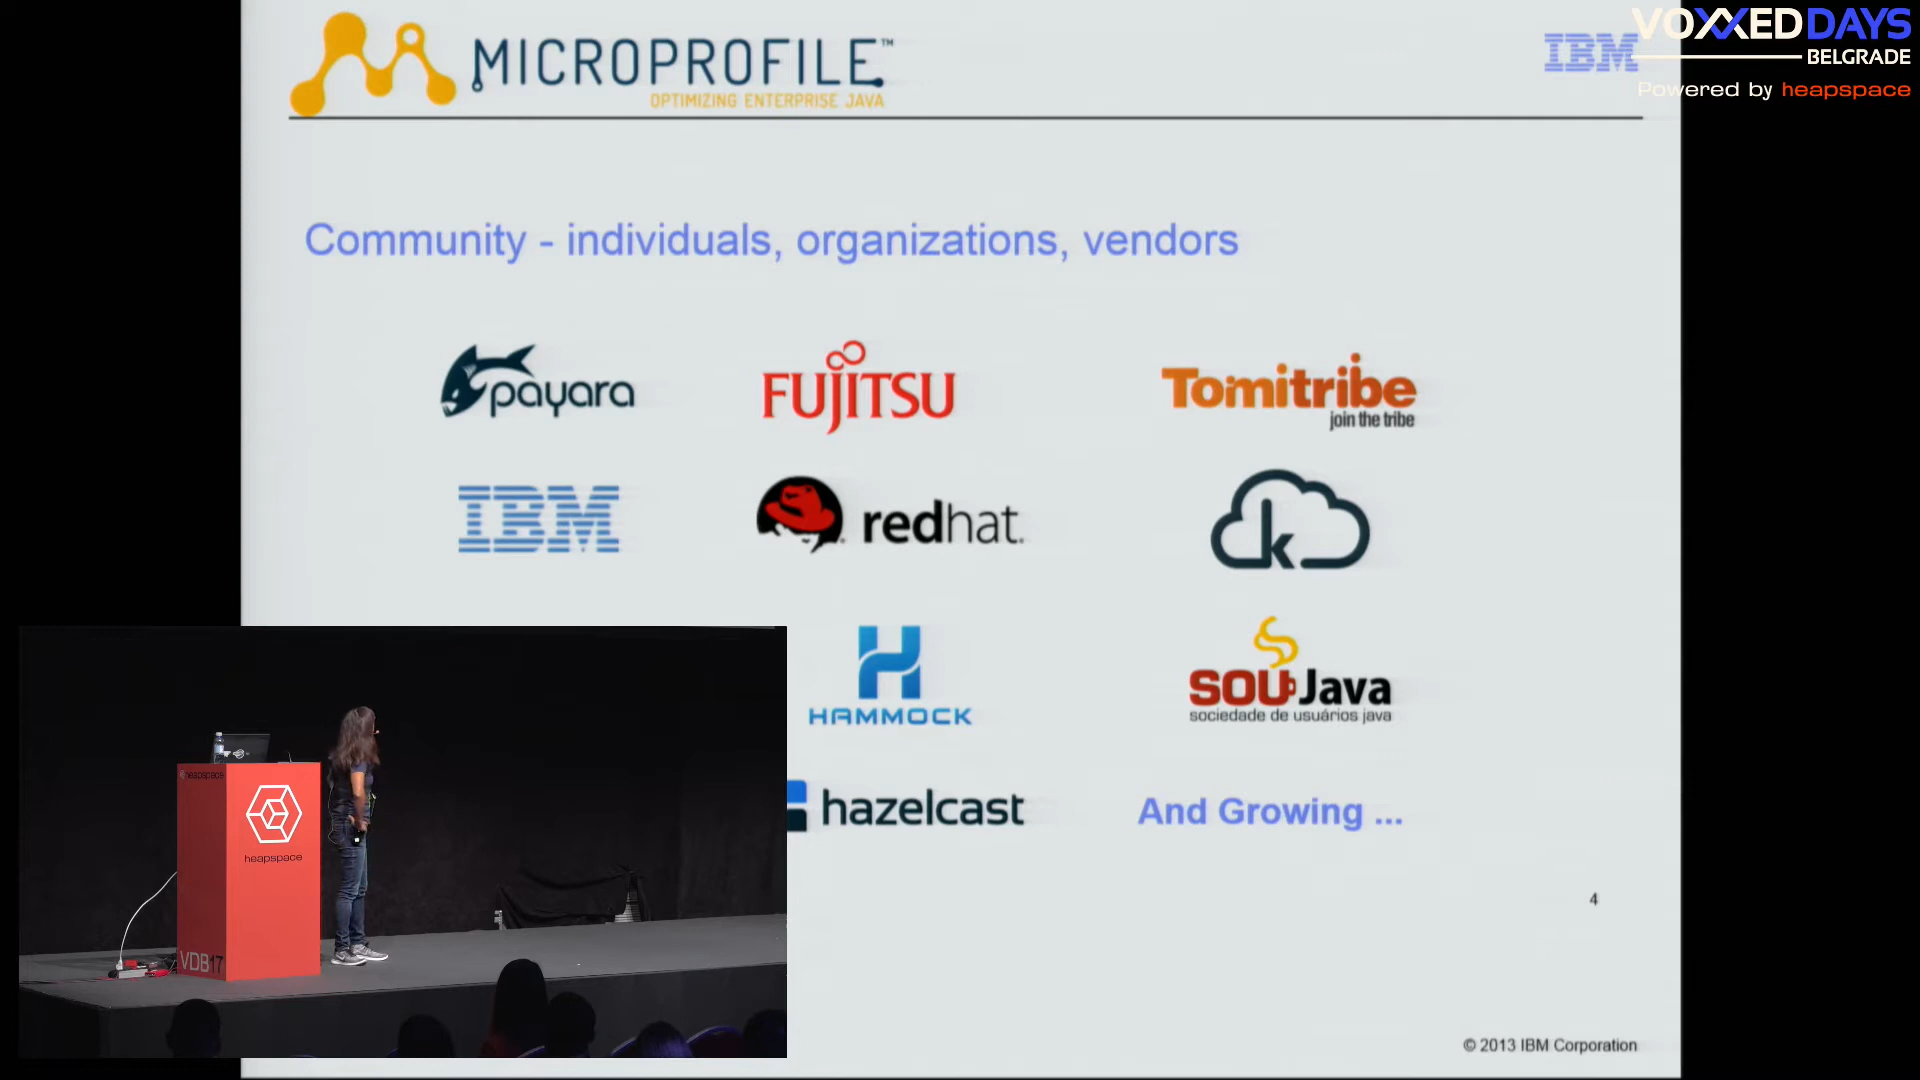 MICROPROFILE™
OPTIMIZING ENTERPRISE JAVA
IBM
VOXXED DAYS
BELGRADE
Powered by heapspace
Community - individuals, organizations, vendors
payara
FUJITSU
Tomitribe
join the tribe
IBM
redhat.
k
HAMMOCK
SOUJava
sociedade de usuários java
hazelcast
And Growing ...
4
© 2013 IBM Corporation
heapspace
heapspace
VDB17